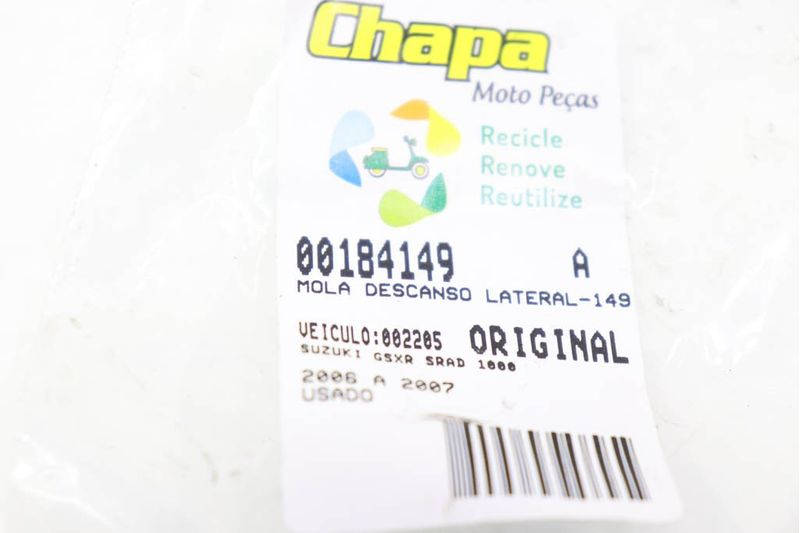 Chapa
Moto Peças
Recicle
Renove
Reutilize
00184149 A
MOLA DESCANSO LATERAL-149
VEICULO:002205 ORIGINAL
SUZUKI GSXR SRAD 1000
2006 A 2007
USADO